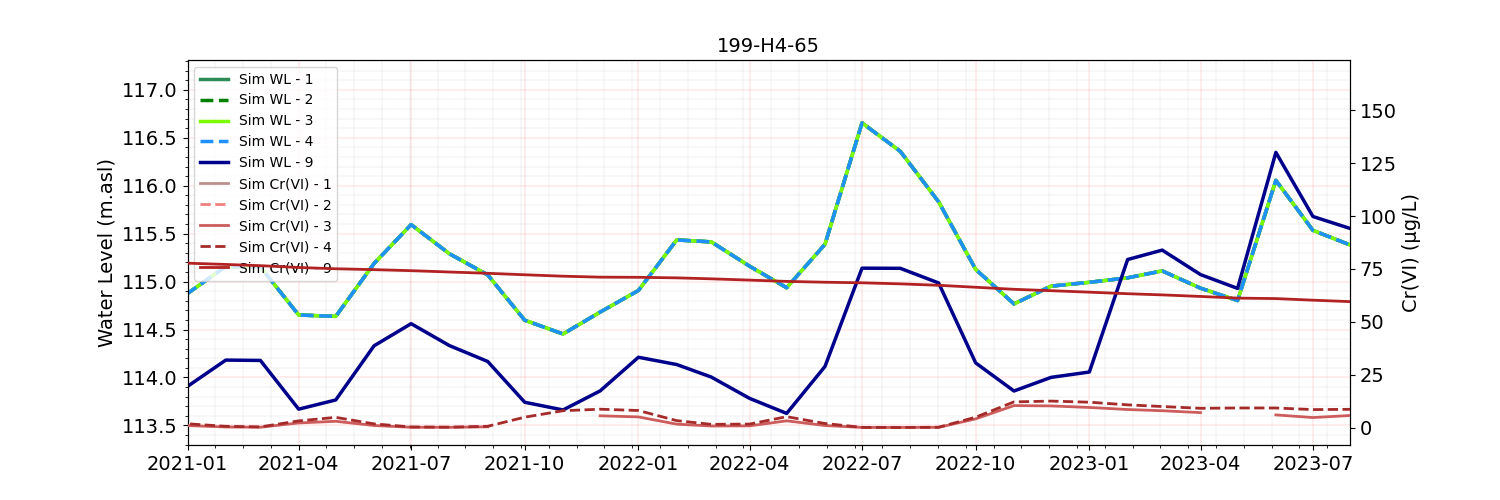 199-H4-65
Water Level (m.asl)
117.0
116.5
116.0
115.5
115.0
114.5
114.0
113.5
Sim WL - 1
Sim WL - 2
Sim WL - 3
Sim WL - 4
Sim WL - 9
Sim Cr(VI) - 1
Sim Cr(VI) - 2
Sim Cr(VI) - 3
Sim Cr(VI) - 4
Sim Cr(VI) - 9
150
125
100
75
50
25
0
Cr(VI) (µg/L)
2021-01 2021-04 2021-07 2021-10 2022-01 2022-04 2022-07 2022-10 2023-01 2023-04 2023-07